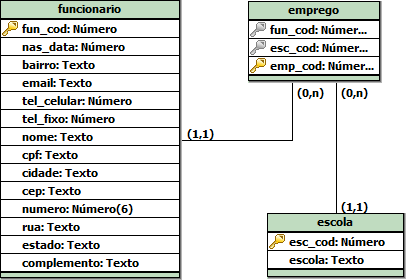 funcionario
fun_cod: Número
nas_data: Número
bairro: Texto
email: Texto
tel_celular: Número
tel_fixo: Número
nome: Texto
cpf: Texto
cidade: Texto
cep: Texto
numero: Número(6)
rua: Texto
estado: Texto
complemento: Texto
(1,1)
emprego
fun_cod: Númer...
esc_cod: Númer...
emp_cod: Númer...
(0,n)
(0,n)
(1,1)
escola
esc_cod: Número
escola: Texto